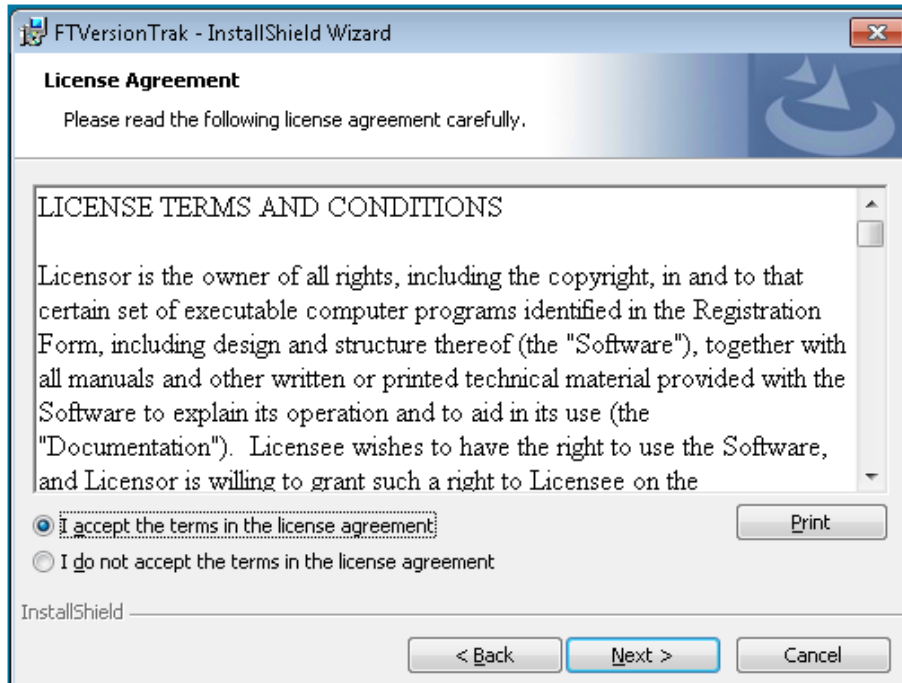 FTVersionTrak - InstallShield Wizard
License Agreement
Please read the following license agreement carefully.
LICENSE TERMS AND CONDITIONS
Licensor is the owner of all rights, including the copyright, in and to that
certain set of executable computer programs identified in the Registration
Form, including design and structure thereof (the "Software"), together with
all manuals and other written or printed technical material provided with the
Software to explain its operation and to aid in its use (the
"Documentation").  Licensee wishes to have the right to use the Software,
and Licensor is willing to grant such a right to Licensee on the
I accept the terms in the license agreement
Print
I do not accept the terms in the license agreement
InstallShield
< Back
Next >
Cancel